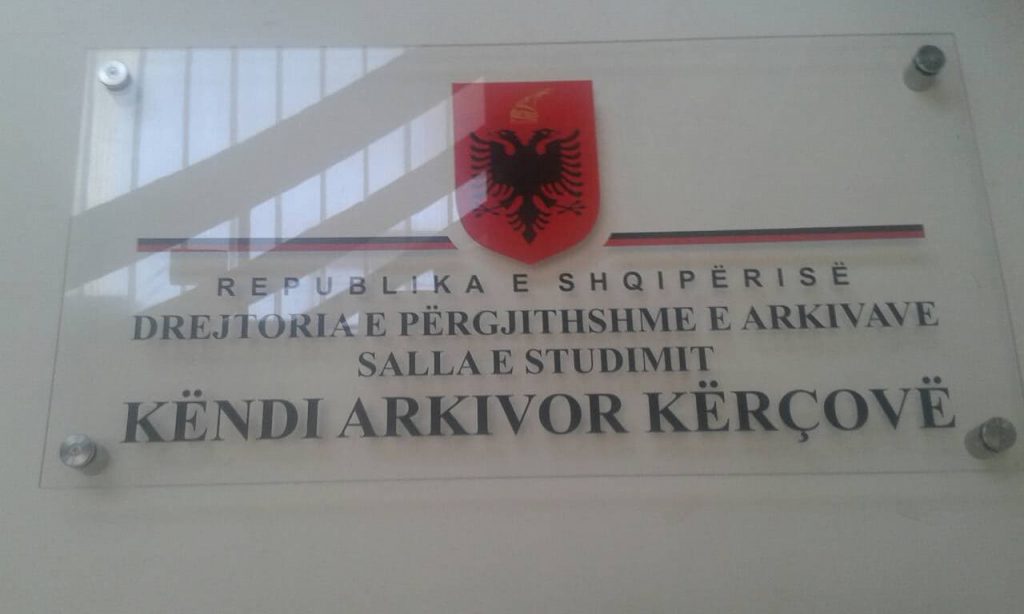 REPUBLIKA E SHQIPËRISË
DREJTORIA E PËRGJITHSHME E ARKIVAVE
SALLA E STUDIMIT
KËNDI ARKIVOR KËRÇOVË